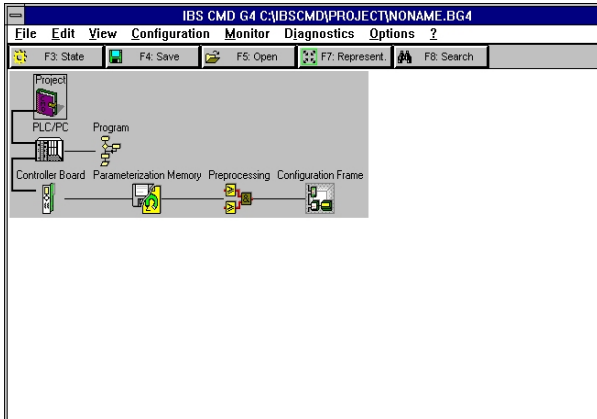 IBS CMD G4 C:\IBSCMD\PROJECT\NONAME.BG4
File Edit View Configuration Monitor Diagnostics Options ?
F3: State F4: Save F5: Open F7: Represent. F8: Search
Project
PLC/PC Program
Controller Board Parameterization Memory Preprocessing Configuration Frame